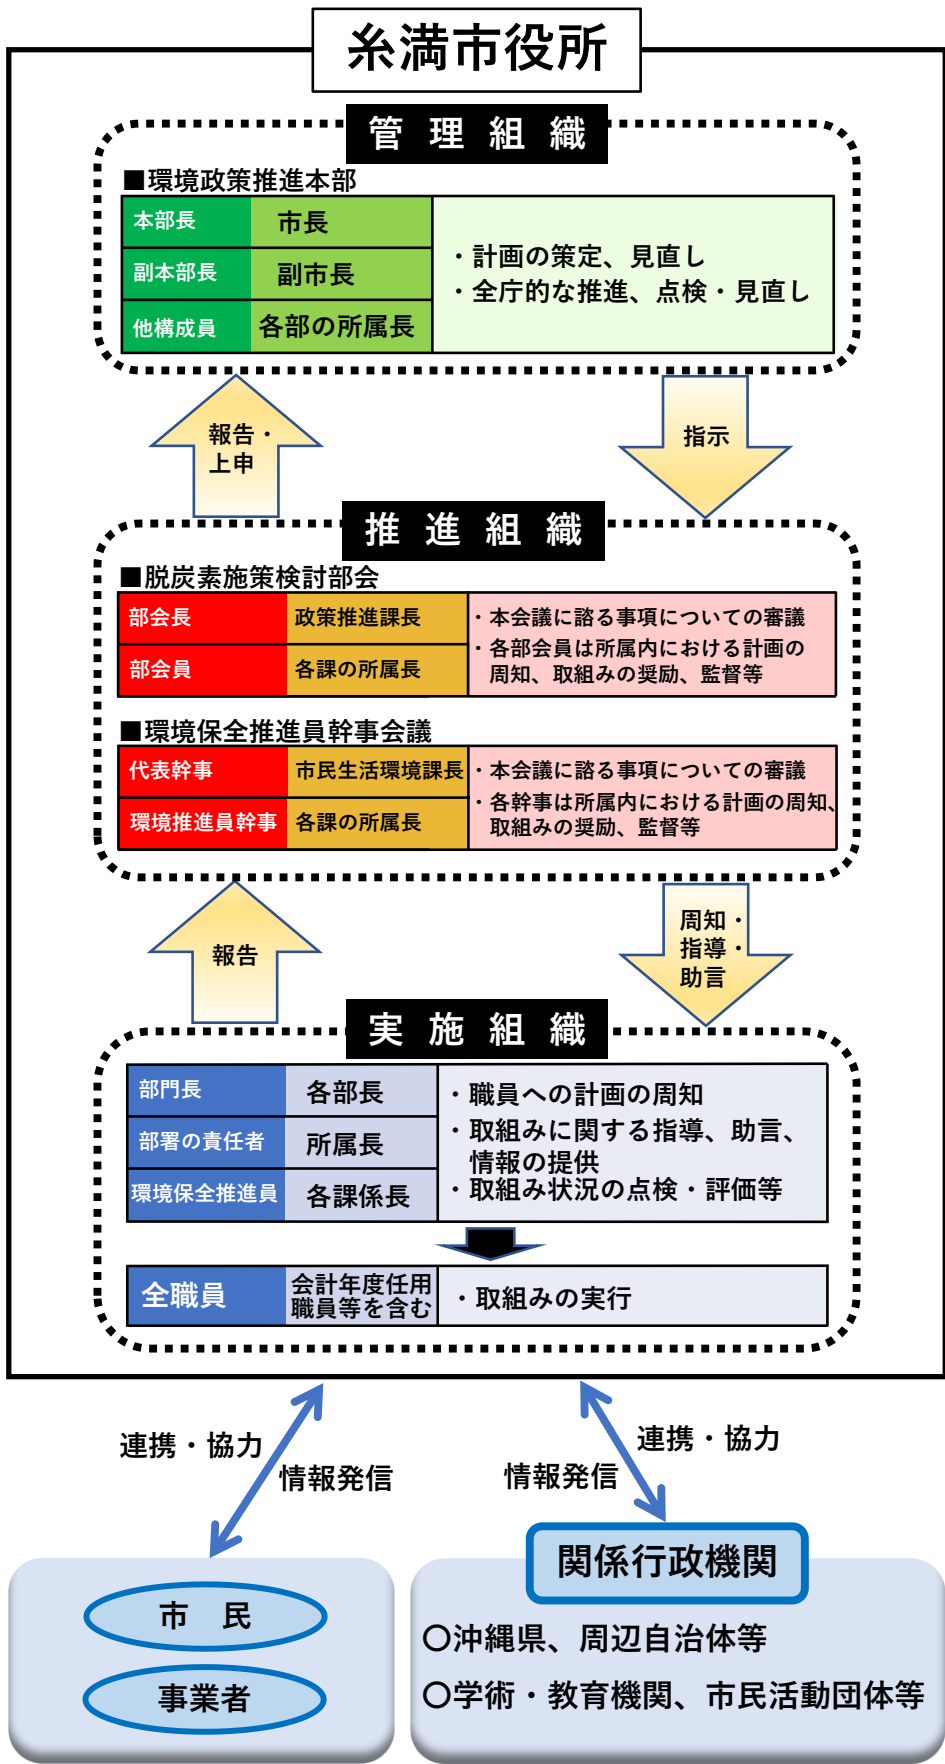 糸満市役所
管理組織
■環境政策推進本部
本部長 市長
副本部長 副市長
他構成員 各部の所属長
・計画の策定、見直し
・全庁的な推進、点検・見直し
報告・
上申
指示
推進組織
■脱炭素施策検討部会
部会長 政策推進課長
部会員 各課の所属長
・本会議に諮る事項についての審議
・各部会員は所属内における計画の
周知、取組みの奨励、監督等
■環境保全推進員幹事会議
代表幹事 市民生活環境課長
環境推進員幹事 各課の所属長
・本会議に諮る事項についての審議
・各幹事は所属内における計画の周知、
取組みの奨励、監督等
報告
周知・
指導・
助言
実施組織
部門長 各部長
部署の責任者 所属長
環境保全推進員 各課係長
・職員への計画の周知
・取組みに関する指導、助言、
情報の提供
・取組み状況の点検・評価等
全職員
会計年度任用
職員等を含む
・取組みの実行
連携・協力
情報発信
連携・協力
情報発信
市　民
事業者
関係行政機関
〇沖縄県、周辺自治体等
〇学術・教育機関、市民活動団体等